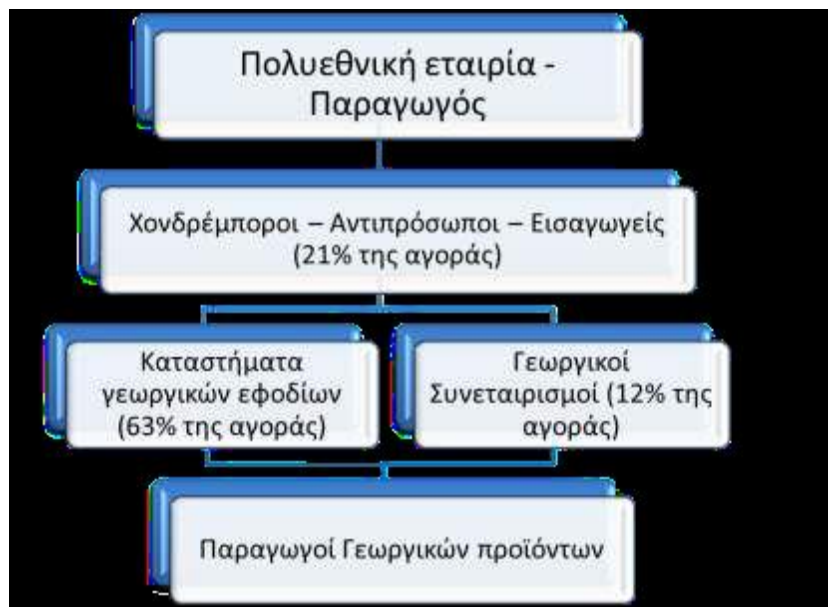 Πολυεθνική εταιρία -
Παραγωγός
Χονδρέμποροι – Αντιπρόσωποι – Εισαγωγείς
(21% της αγοράς)
Καταστήματα
γεωργικών εφοδίων
(63% της αγοράς)
Γεωργικοί
Συνεταιρισμοί (12% της
αγοράς)
Παραγωγοί Γεωργικών προϊόντων